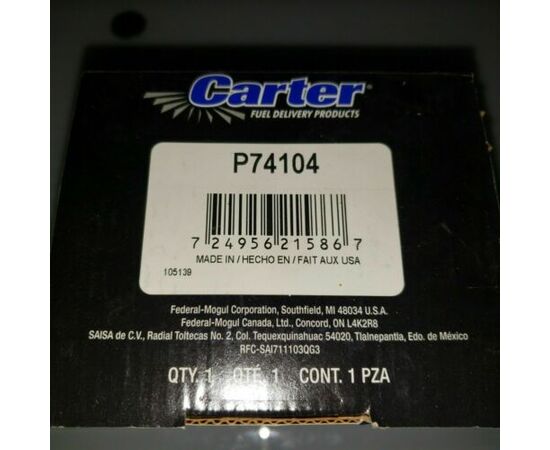 Carter
FUEL DELIVERY PRODUCTS
P74104
7 24956 21586 7
MADE IN / HECHO EN / FAIT AUX USA
105139
Federal-Mogul Corporation, Southfield, MI 48034 U.S.A.
Federal-Mogul Canada, Ltd., Concord, ON L4K2R8
SAISA de C.V., Radial Toltecas No. 2, Col. Tequexquinahuac 54020, Tlalnepantla, Edo. de México
RFC-SAI711103QG3
QTY. 1 QTÉ. 1 CONT. 1 PZA